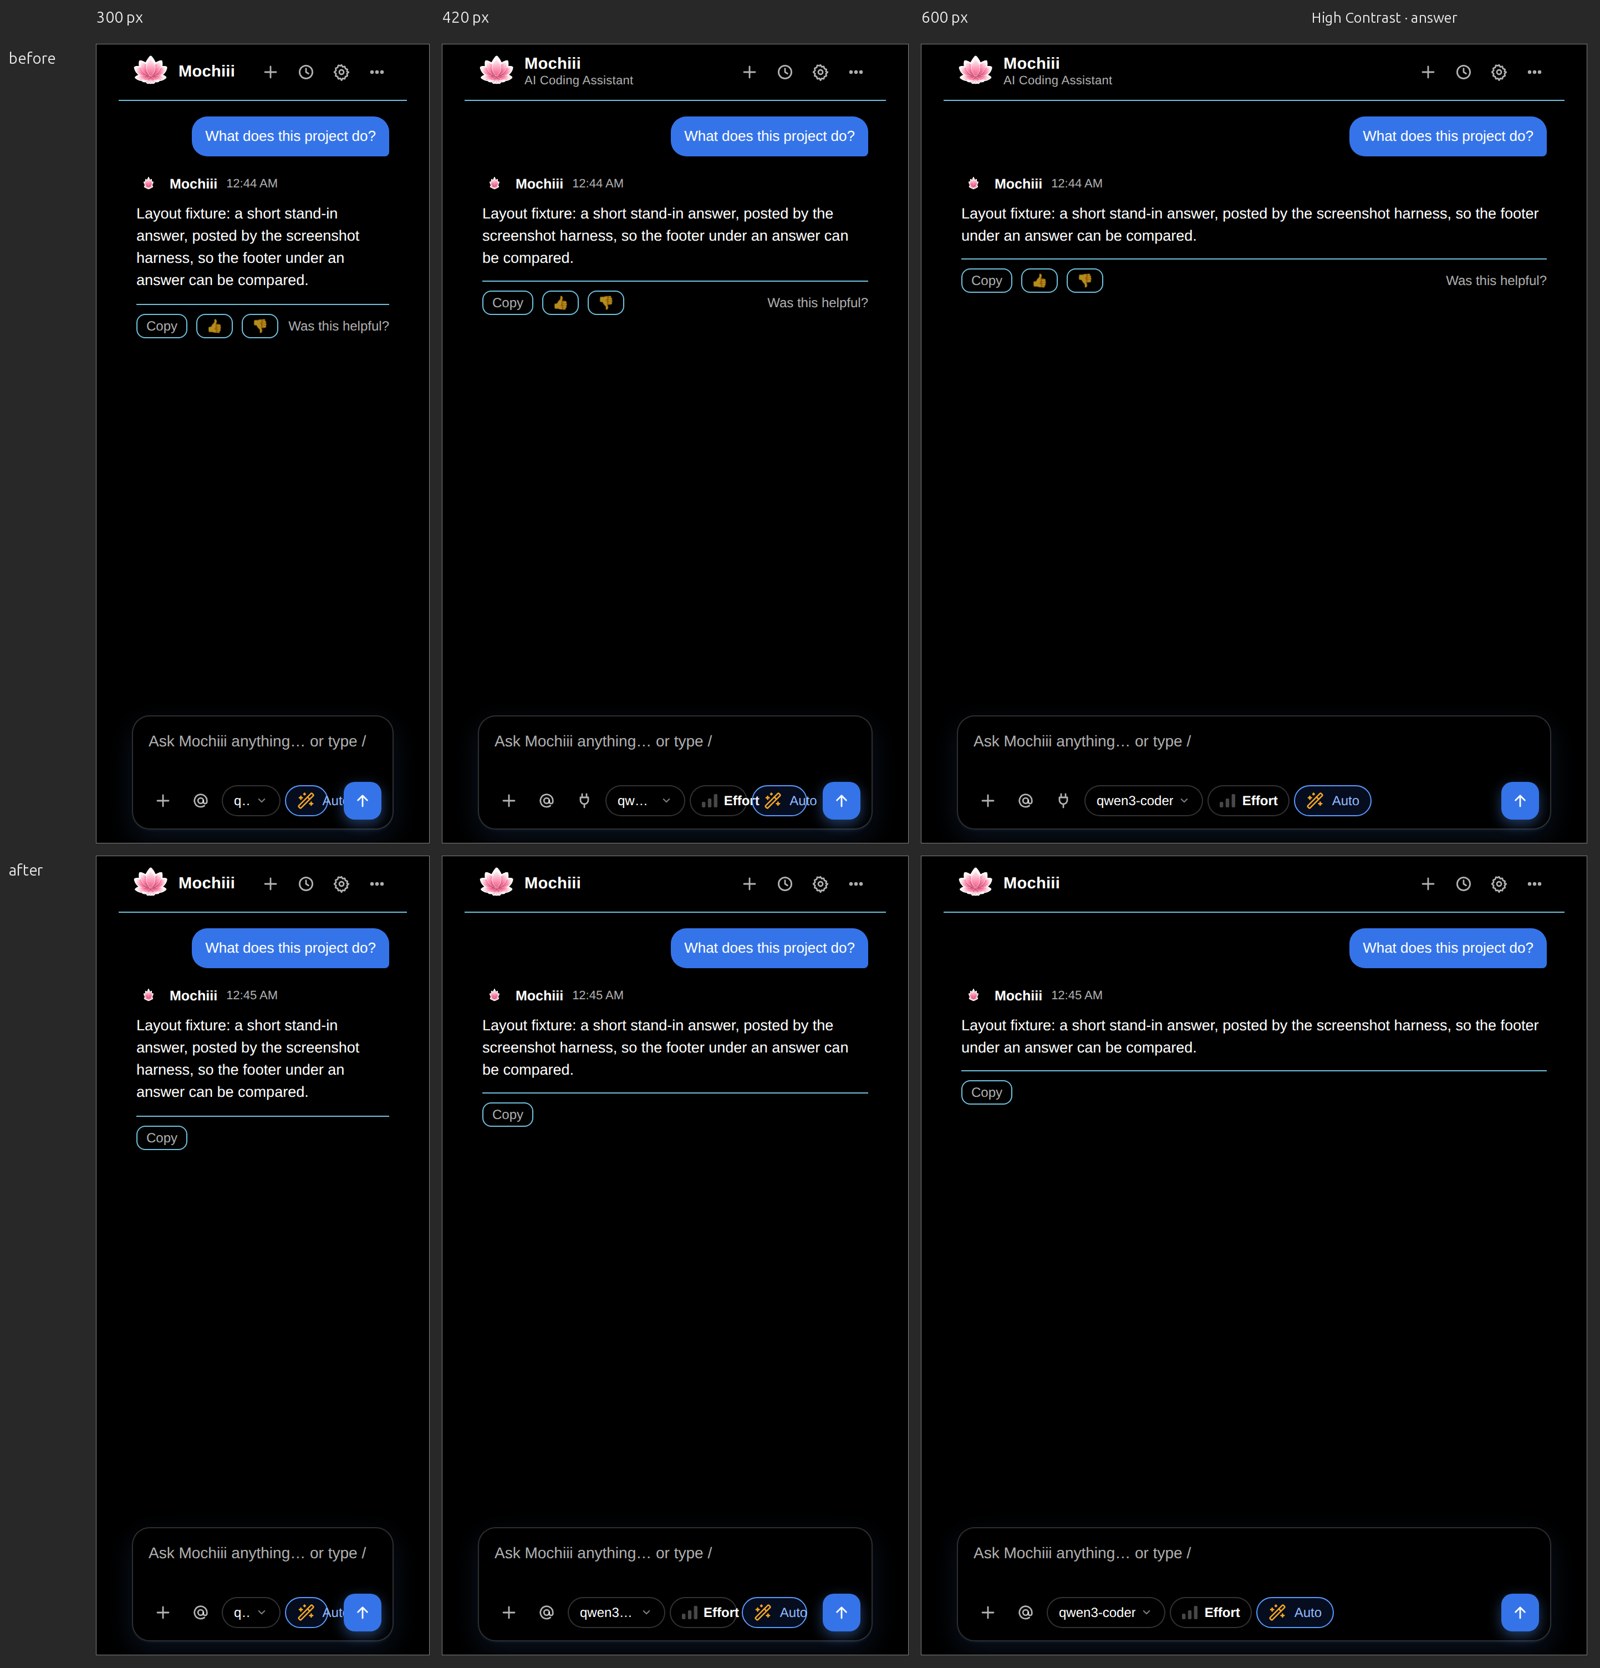 300 px
420 px
600 px
High Contrast · answer
before
Mochiii
What does this project do?
Mochiii 12:44 AM
Layout fixture: a short stand-in
answer, posted by the screenshot
harness, so the footer under an
answer can be compared.
Copy 👍 👎 Was this helpful?
Ask Mochiii anything… or type /
q.. Auto
Mochiii
AI Coding Assistant
What does this project do?
Mochiii 12:44 AM
Layout fixture: a short stand-in answer, posted by the
screenshot harness, so the footer under an answer can
be compared.
Copy 👍 👎 Was this helpful?
Ask Mochiii anything… or type /
qw… Effort Auto
Mochiii
AI Coding Assistant
What does this project do?
Mochiii 12:44 AM
Layout fixture: a short stand-in answer, posted by the screenshot harness, so the footer
under an answer can be compared.
Copy 👍 👎 Was this helpful?
Ask Mochiii anything… or type /
qwen3-coder Effort Auto
after
Mochiii
What does this project do?
Mochiii 12:45 AM
Layout fixture: a short stand-in
answer, posted by the screenshot
harness, so the footer under an
answer can be compared.
Copy
Ask Mochiii anything… or type /
q.. Auto
Mochiii
What does this project do?
Mochiii 12:45 AM
Layout fixture: a short stand-in answer, posted by the
screenshot harness, so the footer under an answer can
be compared.
Copy
Ask Mochiii anything… or type /
qwen3… Effort Auto
Mochiii
What does this project do?
Mochiii 12:45 AM
Layout fixture: a short stand-in answer, posted by the screenshot harness, so the footer
under an answer can be compared.
Copy
Ask Mochiii anything… or type /
qwen3-coder Effort Auto